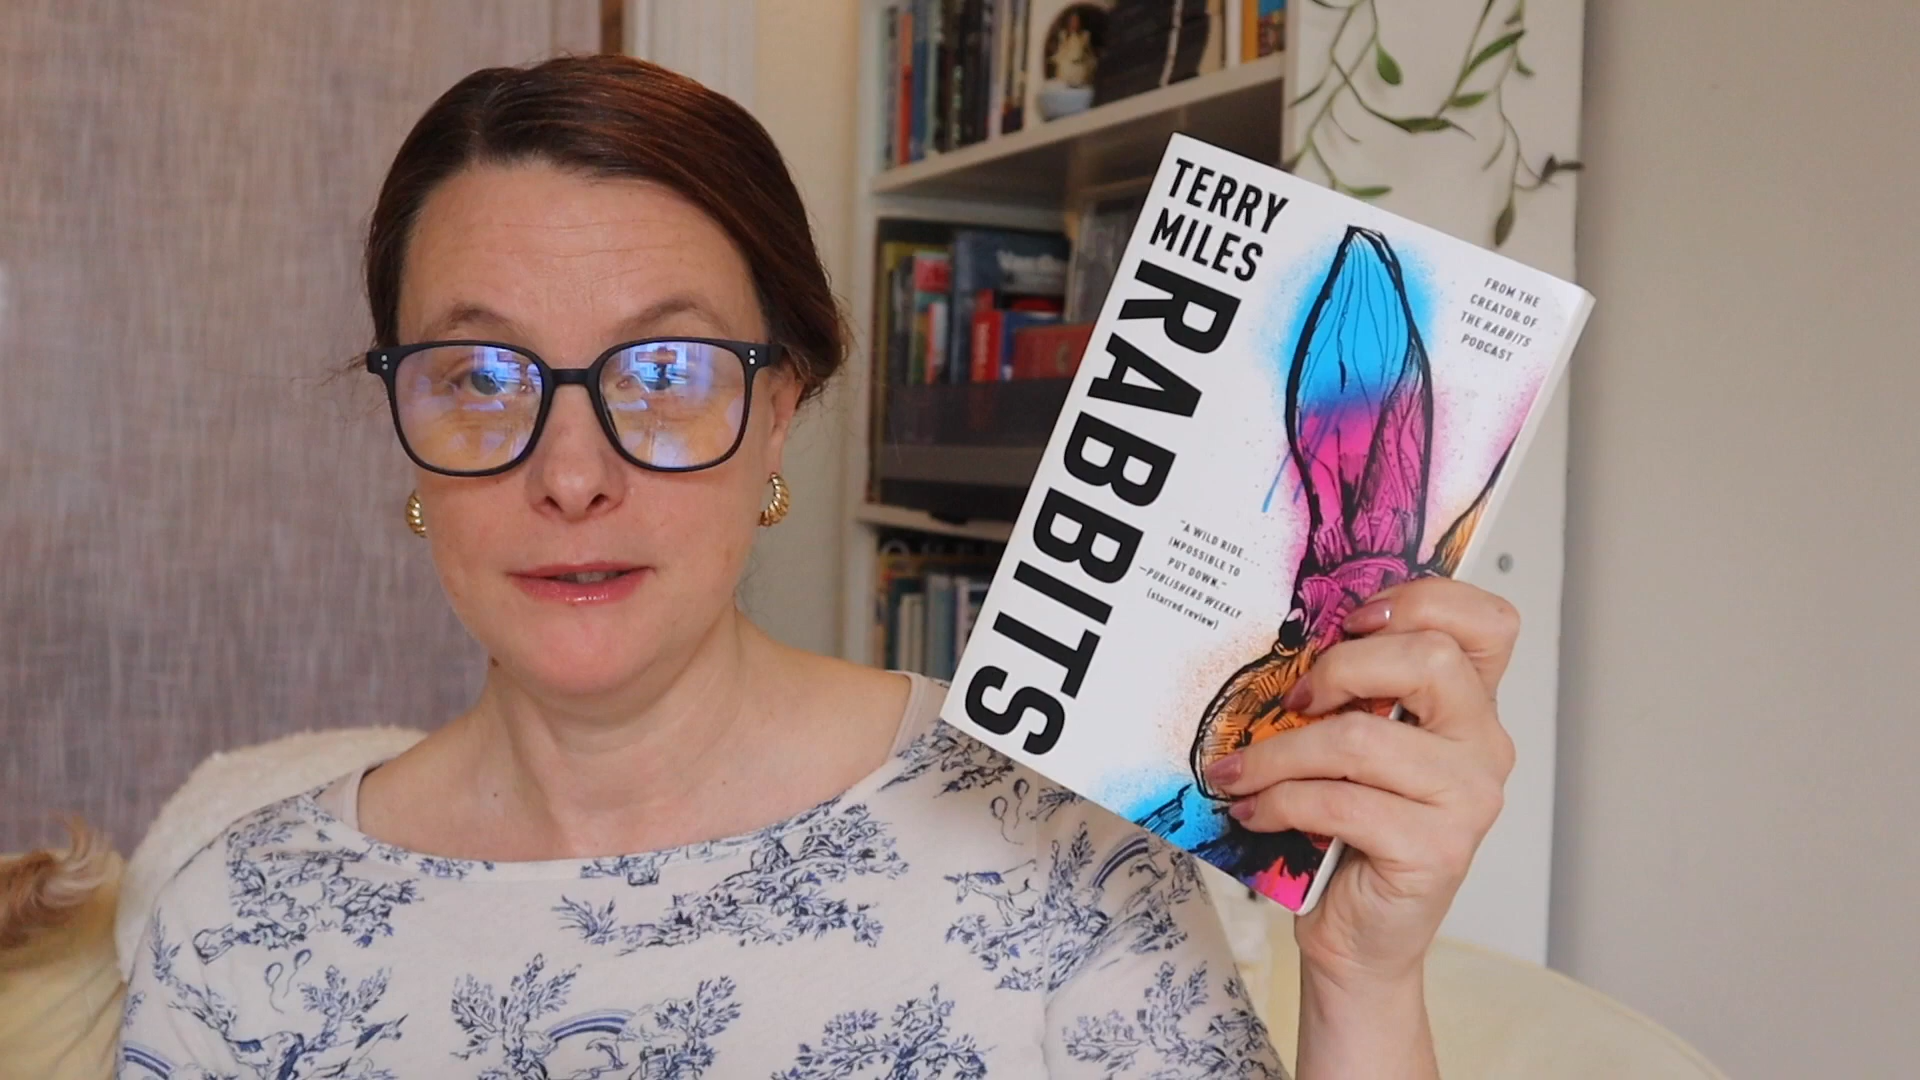 TERRY
MILES
RABBITS
FROM THE
CREATOR OF
THE RABBITS
PODCAST
"A WILD RIDE...
IMPOSSIBLE TO
PUT DOWN."
—PUBLISHERS WEEKLY
(starred review)